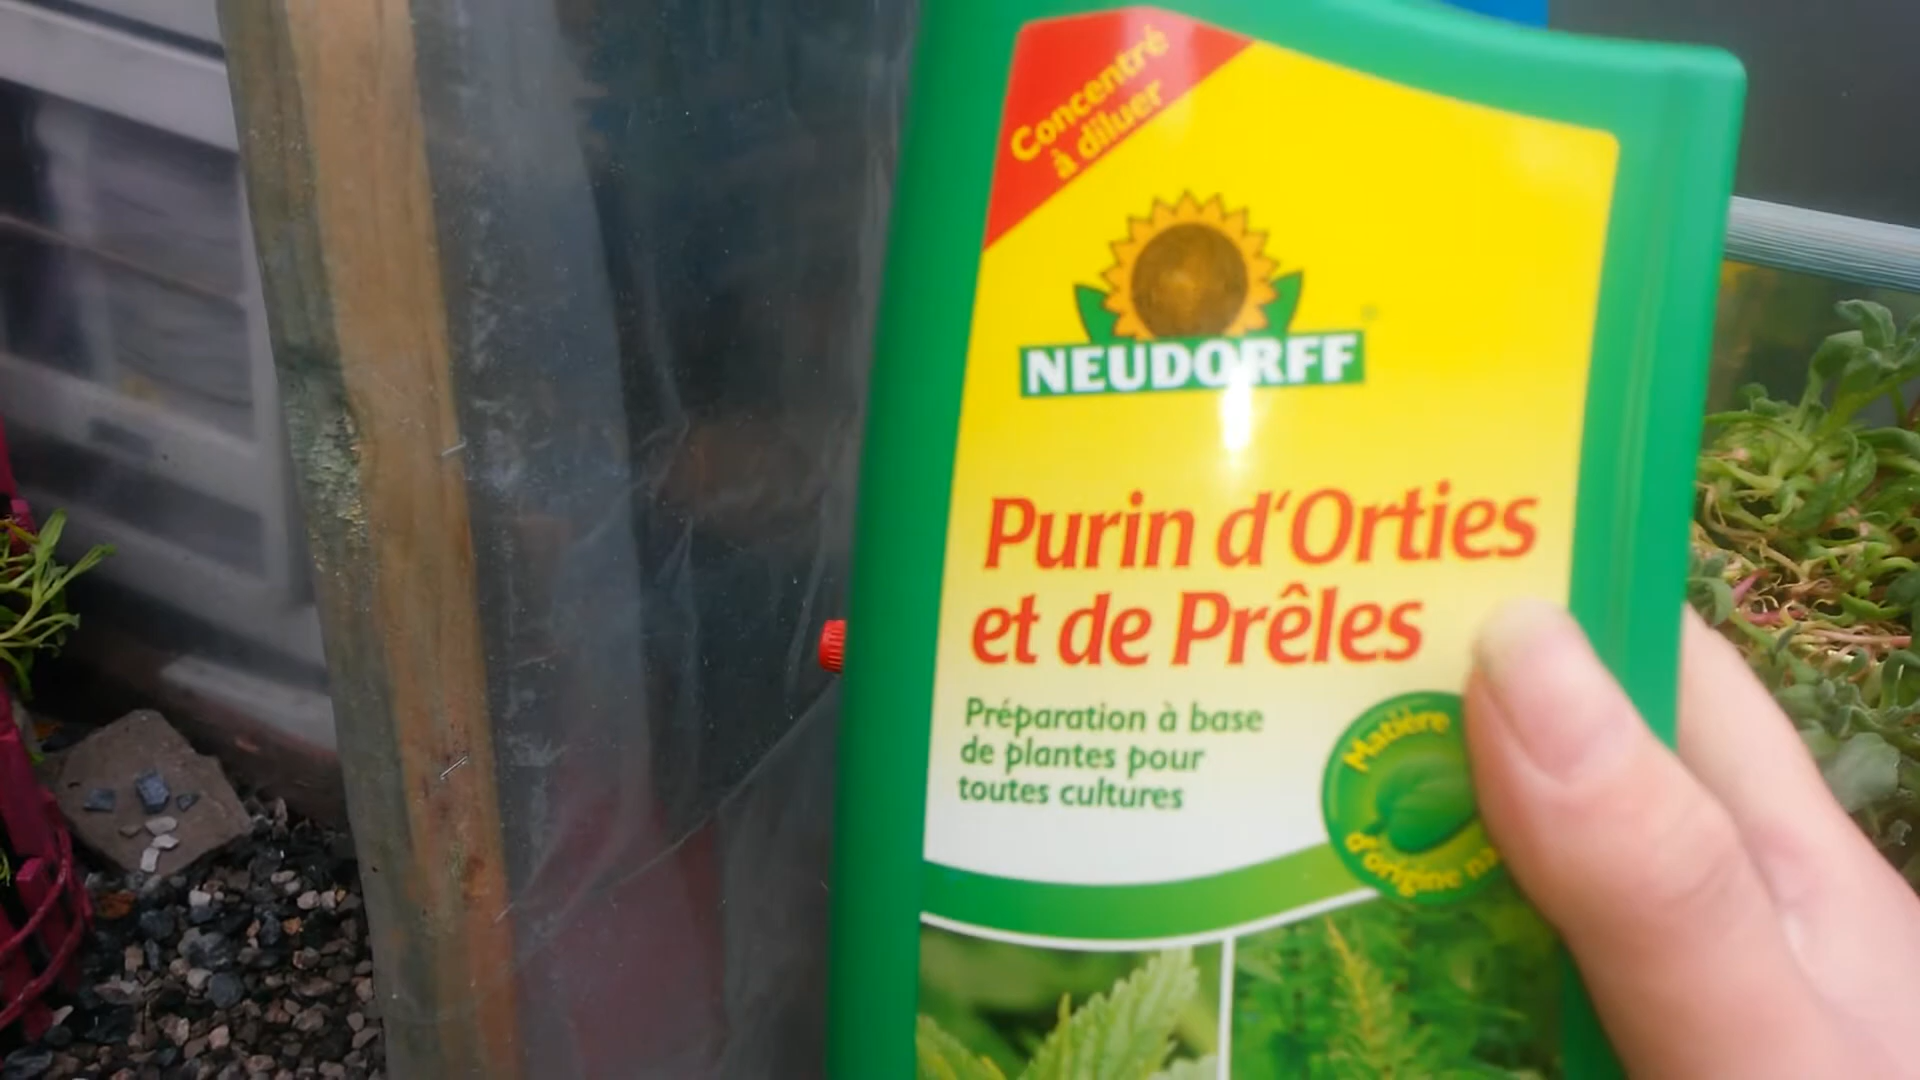 Concentré
à diluer
NEUDORFF
Purin d'Orties
et de Prêles
Préparation à base
de plantes pour
toutes cultures
Matière
d'origine